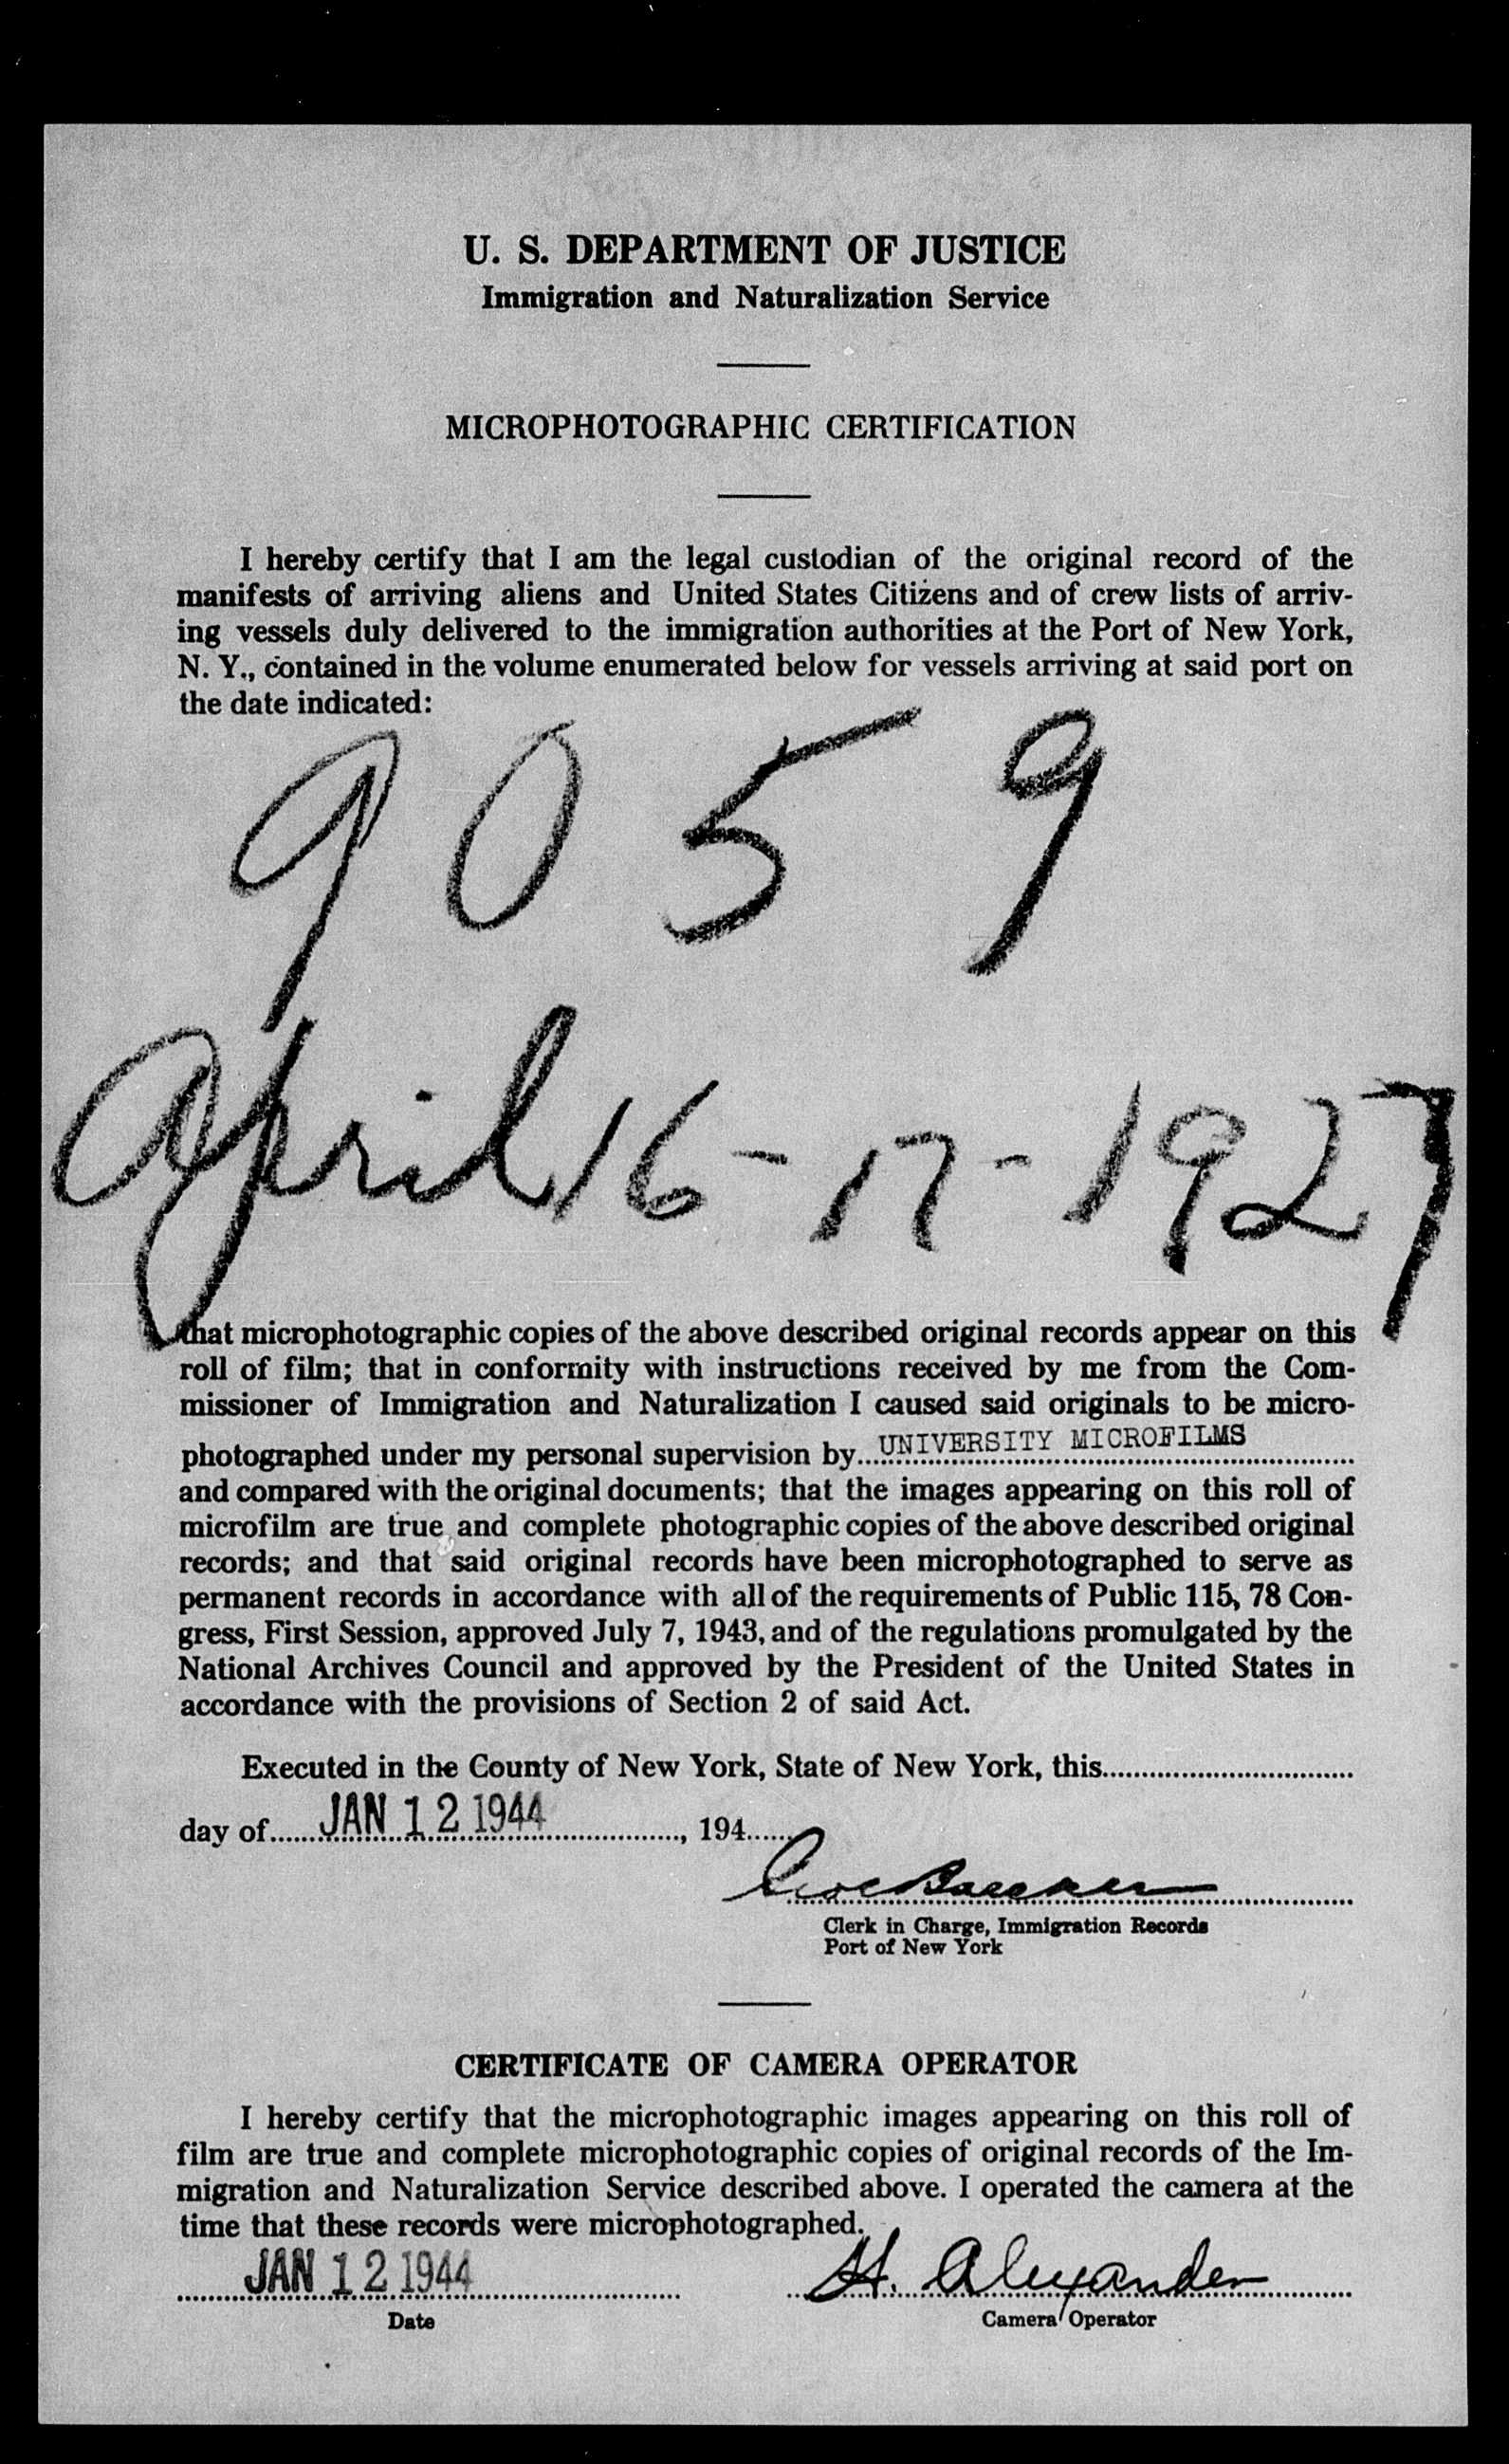 U. S. DEPARTMENT OF JUSTICE
Immigration and Naturalization Service
MICROPHOTOGRAPHIC CERTIFICATION
I hereby certify that I am the legal custodian of the original record of the
manifests of arriving aliens and United States Citizens and of crew lists of arriv-
ing vessels duly delivered to the immigration authorities at the Port of New York,
N. Y., contained in the volume enumerated below for vessels arriving at said port on
the date indicated:
9059
April 16-17-1927
that microphotographic copies of the above described original records appear on this
roll of film; that in conformity with instructions received by me from the Com-
missioner of Immigration and Naturalization I caused said originals to be micro-
photographed under my personal supervision by UNIVERSITY MICROFILMS
and compared with the original documents; that the images appearing on this roll of
microfilm are true and complete photographic copies of the above described original
records; and that said original records have been microphotographed to serve as
permanent records in accordance with all of the requirements of Public 115, 78 Con-
gress, First Session, approved July 7, 1943, and of the regulations promulgated by the
National Archives Council and approved by the President of the United States in
accordance with the provisions of Section 2 of said Act.
Executed in the County of New York, State of New York, this
day of JAN 12 1944, 194
Clerk in Charge, Immigration Records
Port of New York
CERTIFICATE OF CAMERA OPERATOR
I hereby certify that the microphotographic images appearing on this roll of
film are true and complete microphotographic copies of original records of the Im-
migration and Naturalization Service described above. I operated the camera at the
time that these records were microphotographed.
JAN 12 1944 H. Alexander
Date Camera Operator